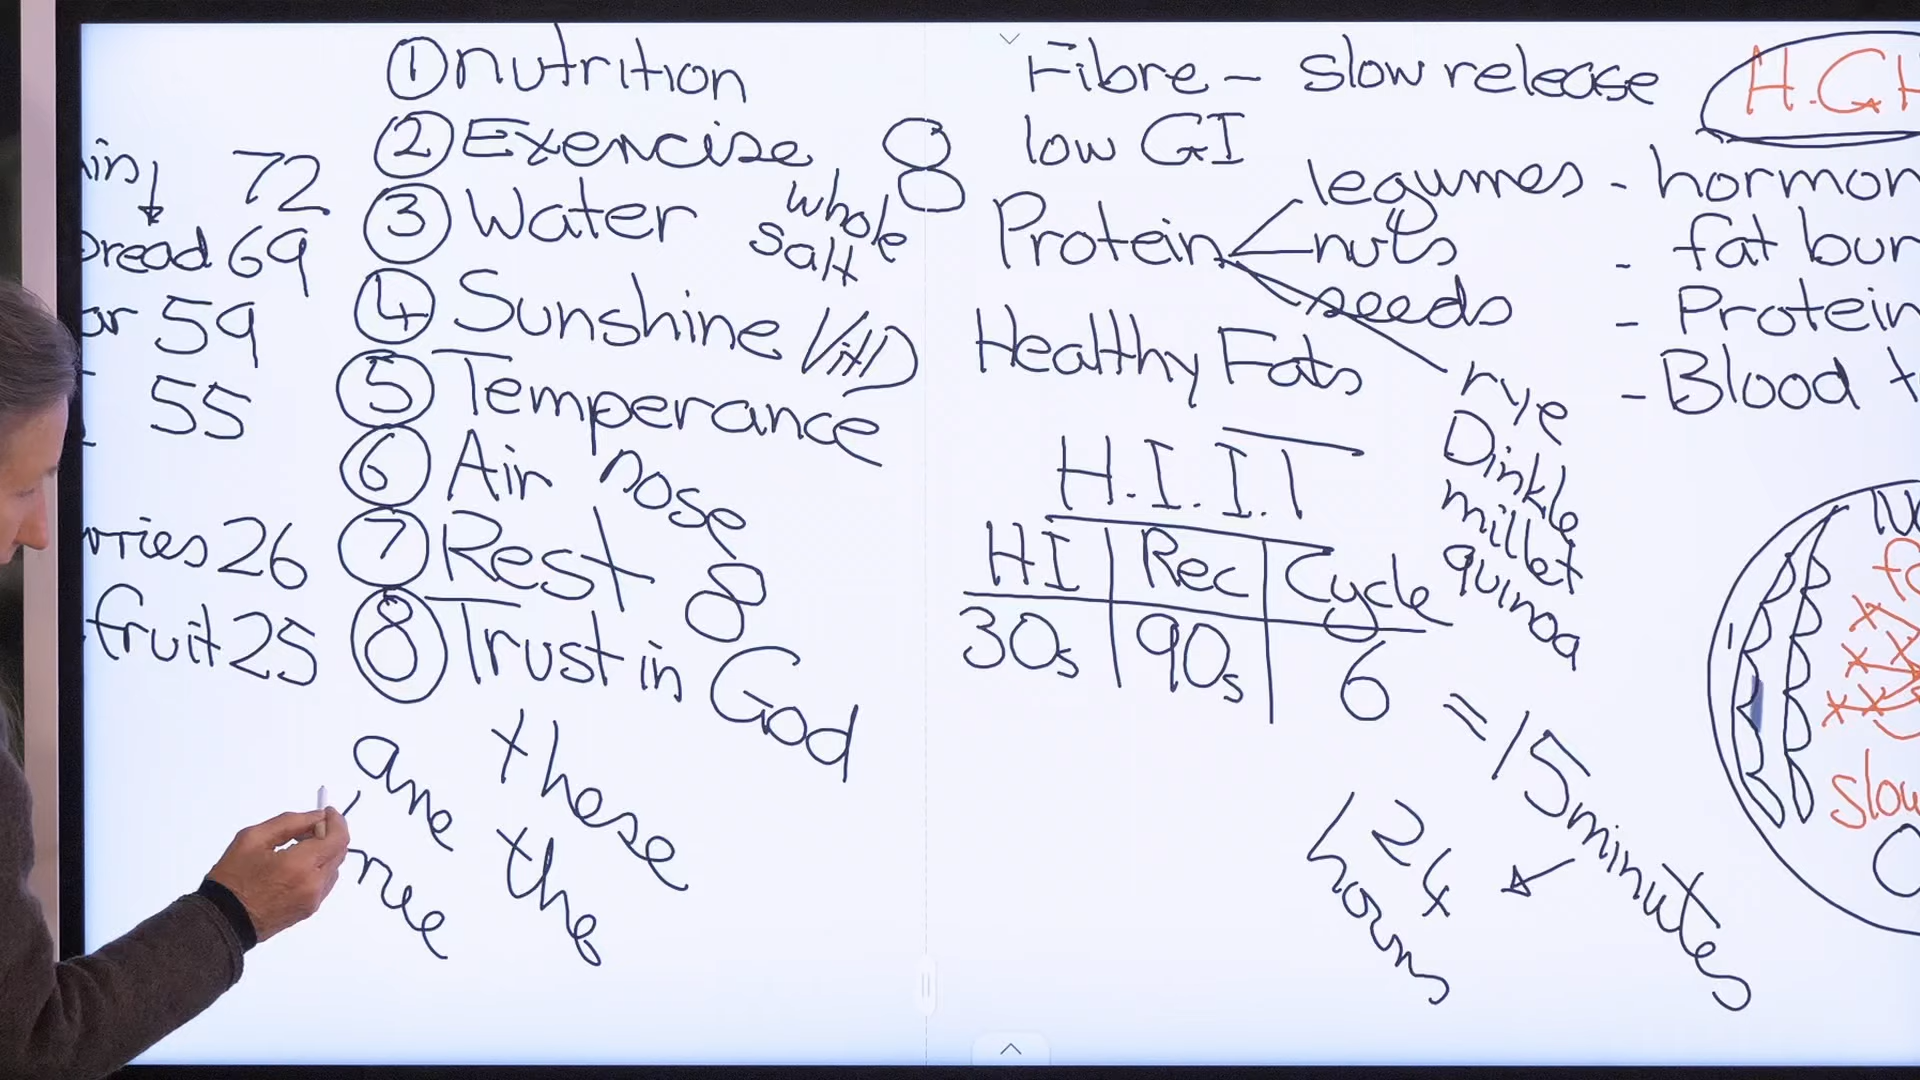 72
bread 69
59
55
26
fruit 25
① nutrition
② Exercise
③ Water whole salt 8
④ Sunshine Vit D
⑤ Temperance
⑥ Air nose
⑦ Rest 8
⑧ Trust in God
these
are the
Fibre - slow release
low GI
Protein
legumes
nuts
seeds
rye
Dinkle
millet
quinoa
Healthy Fats
H.I.I.T
HI Rec Cycle
30s 90s 6
= 15 minutes
24
hours
H.G.H
- hormon
- fat bur
- Protein
- Blood t
slow